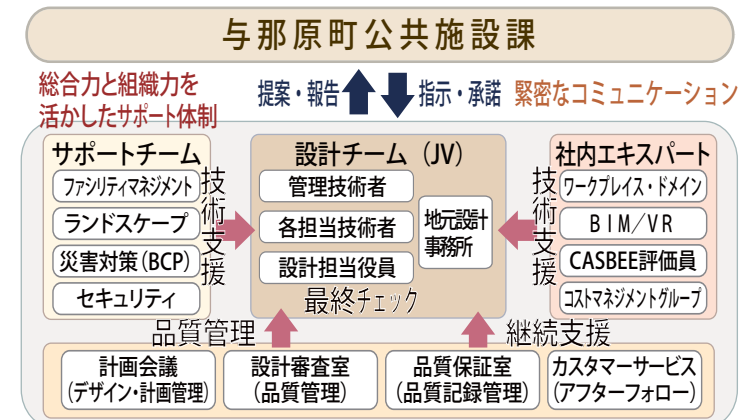 与那原町公共施設課
総合力と組織力を
活かしたサポート体制
提案・報告
指示・承諾
緊密なコミュニケーション
サポートチーム
ファシリティマネジメント
ランドスケープ
災害対策(BCP)
セキュリティ
技術支援
設計チーム(JV)
管理技術者
各担当技術者
設計担当役員
地元設計
事務所
最終チェック
技術支援
社内エキスパート
ワークプレイス・ドメイン
BIM/VR
CASBEE評価員
コストマネジメントグループ
品質管理
継続支援
計画会議
(デザイン・計画管理)
設計審査室
(品質管理)
品質保証室
(品質記録管理)
カスタマーサービス
(アフターフォロー)